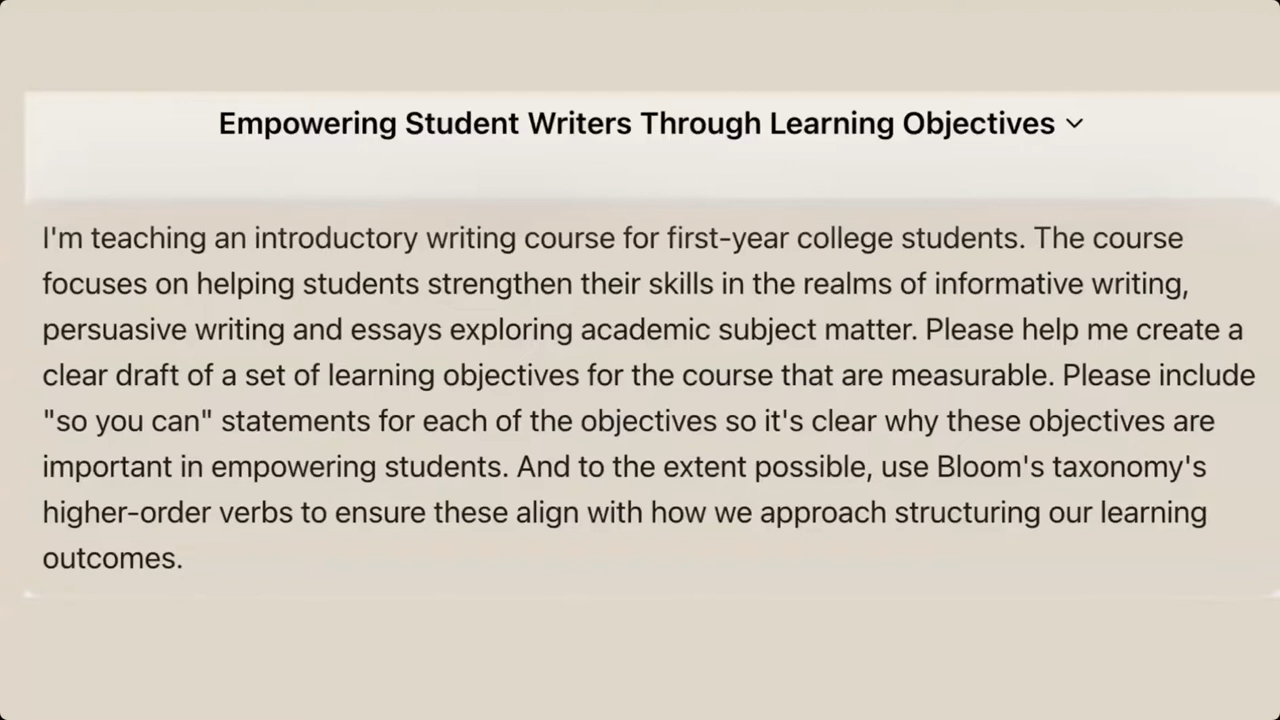 Empowering Student Writers Through Learning Objectives
I'm teaching an introductory writing course for first-year college students. The course
focuses on helping students strengthen their skills in the realms of informative writing,
persuasive writing and essays exploring academic subject matter. Please help me create a
clear draft of a set of learning objectives for the course that are measurable. Please include
"so you can" statements for each of the objectives so it's clear why these objectives are
important in empowering students. And to the extent possible, use Bloom's taxonomy's
higher-order verbs to ensure these align with how we approach structuring our learning
outcomes.